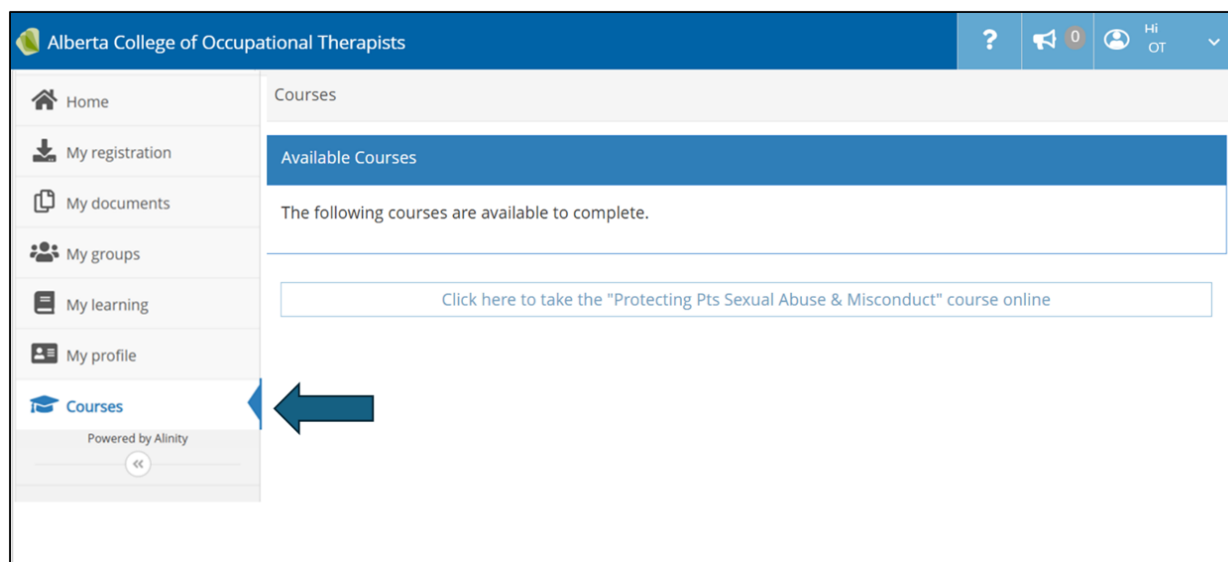 Alberta College of Occupational Therapists
?
0
Hi
OT
Home
My registration
My documents
My groups
My learning
My profile
Courses
Powered by Alinity
Courses
Available Courses
The following courses are available to complete.
Click here to take the "Protecting Pts Sexual Abuse & Misconduct" course online